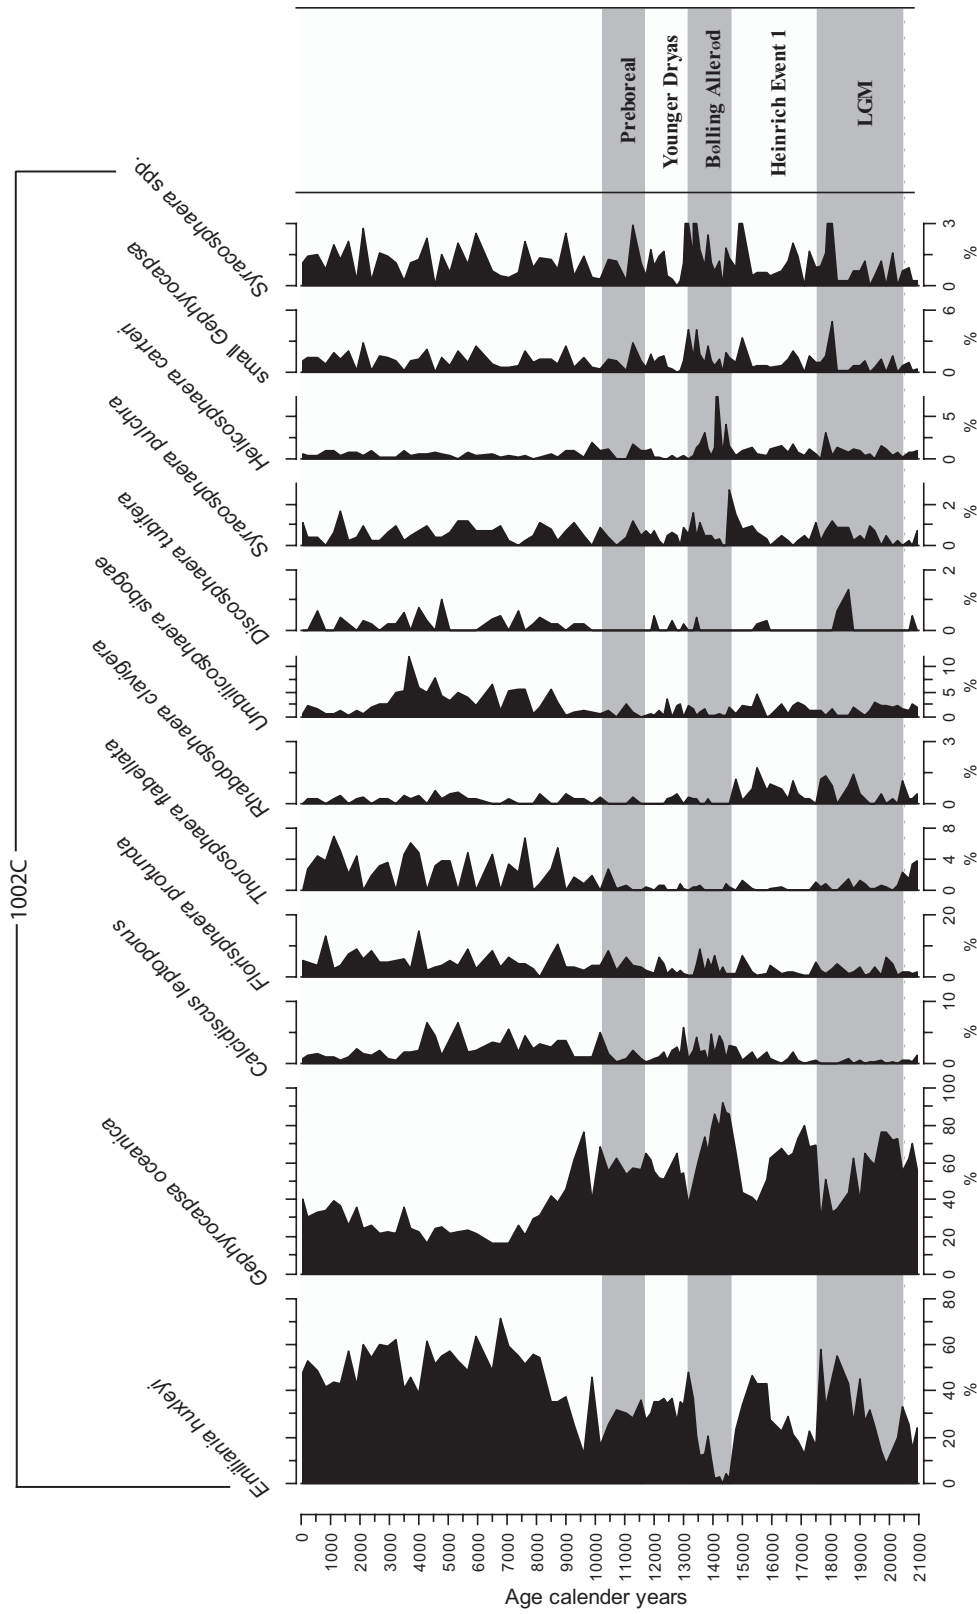 1002C
Emiliania huxleyi
Gephyrocapsa oceanica
Calcidiscus leptoporus
Florisphaera profunda
Thorosphaera flabellata
Rhabdosphaera clavigera
Umbilicosphaera sibogae
Discosphaera tubifera
Syracosphaera pulchra
Helicosphaera carteri
small Gephyrocapsa
Syracosphaera spp.
Preboreal
Younger Dryas
Bølling Allerød
Heinrich Event 1
LGM
0
1000
2000
3000
4000
5000
6000
7000
8000
9000
10000
11000
12000
13000
14000
15000
16000
17000
18000
19000
20000
21000
Age calender years
0 20 40 60 80
%
0 20 40 60 80 100
%
0 10
%
0 20
%
0 4 8
%
0 3
%
0 5 10
%
0 2
%
0 2
%
0 5
%
0 6
%
0 3
%